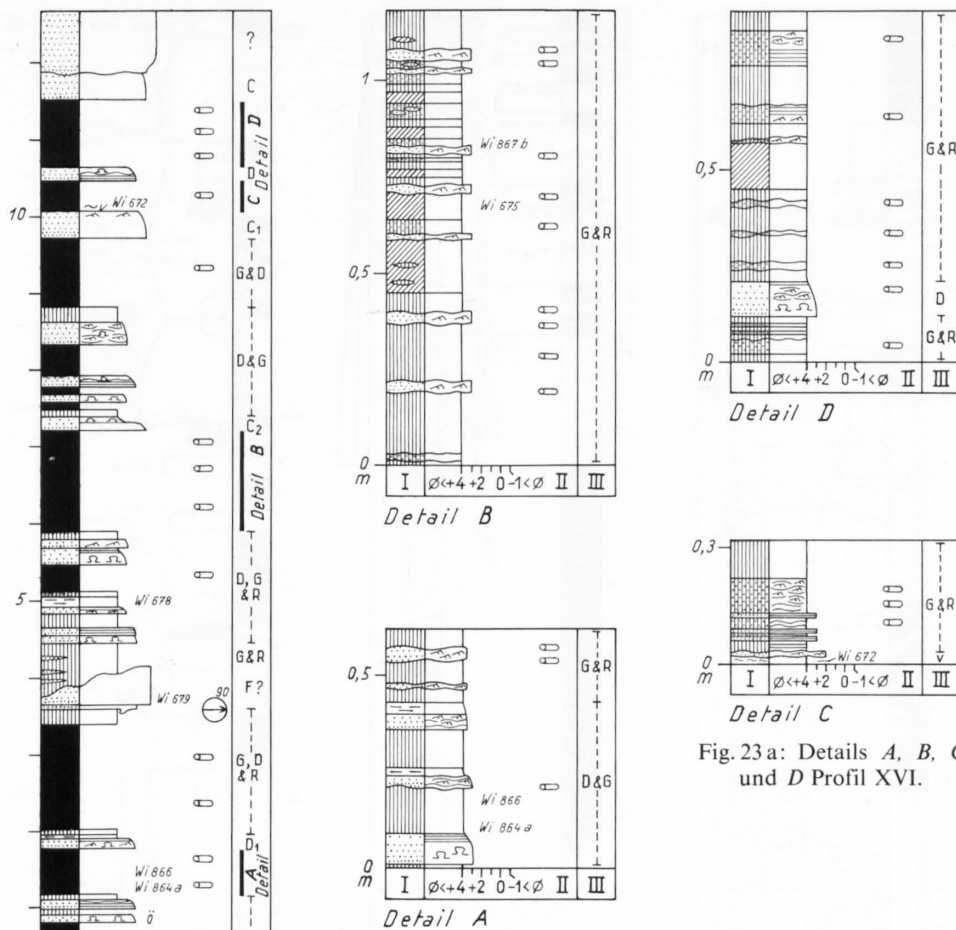 ?
C
D
Detail
D
C
Wi 672
10
C₁
G&D
D&G
C₂
B
Detail
D, G
& R
5
Wi 678
G&R
F?
Wi 679
90
G, D
& R
D₁
A
Detail
Wi 866
Wi 864a
Ö
1
Wi 867b
Wi 675
0,5
G&R
0
m
I
Ø<+4+2 0-1<Ø
II
III
Detail B
0,5
G&R
D&G
Wi 866
Wi 864a
0
m
I
Ø<+4+2 0-1<Ø
II
III
Detail A
0,5
G&R
D
G&R
0
m
I
Ø<+4+2 0-1<Ø
II
III
Detail D
0,3
G&R
Wi 672
0
m
I
Ø<+4+2 0-1<Ø
II
III
Detail C
Fig. 23 a: Details A, B, C
und D Profil XVI.